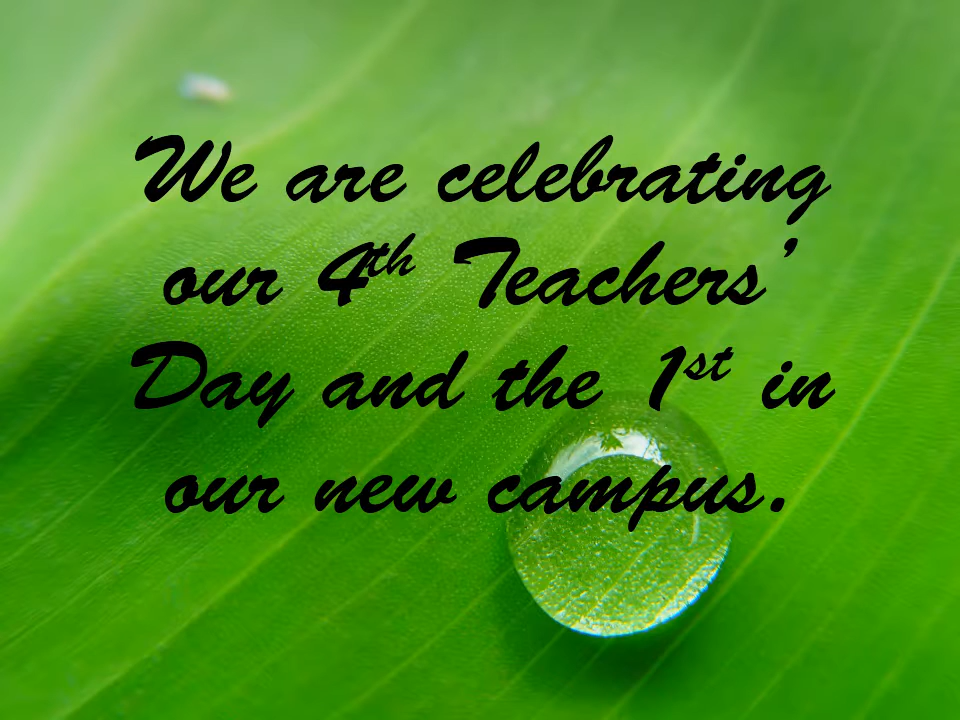 We are celebrating
our 4th Teachers’
Day and the 1st in
our new campus.